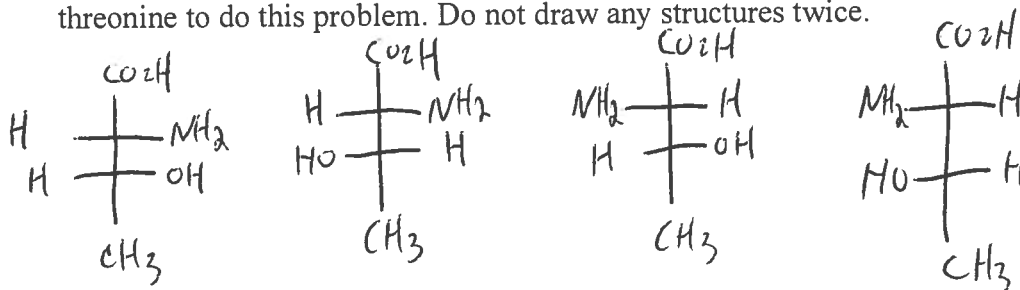 threonine to do this problem. Do not draw any structures twice.
CO2H CO2H CO2H CO2H
H NH2 H NH2 NH2 H NH2 H
H OH HO H H OH HO H
CH3 CH3 CH3 CH3